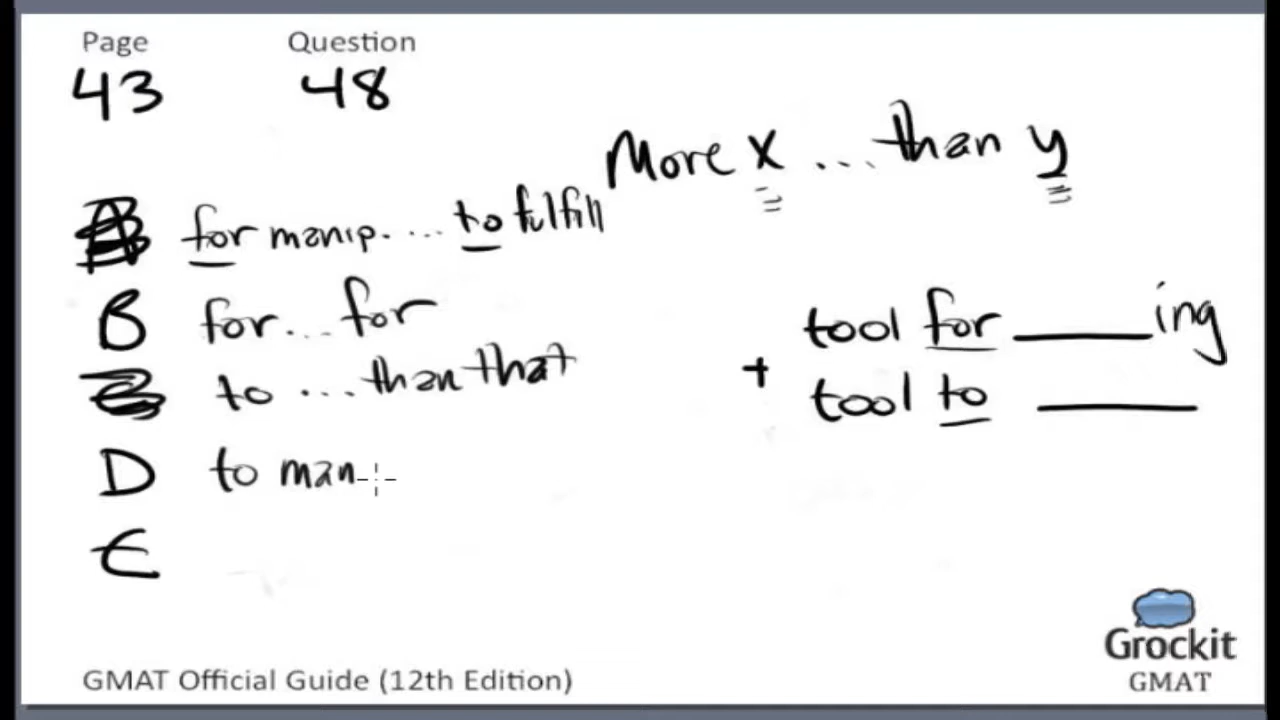 Page Question
43 48
More x ... than y
A for manip. ... to fulfill
B for... for
tool for ____ing
C to ... than that
+ tool to ____
D to man
E
Grockit
GMAT
GMAT Official Guide (12th Edition)